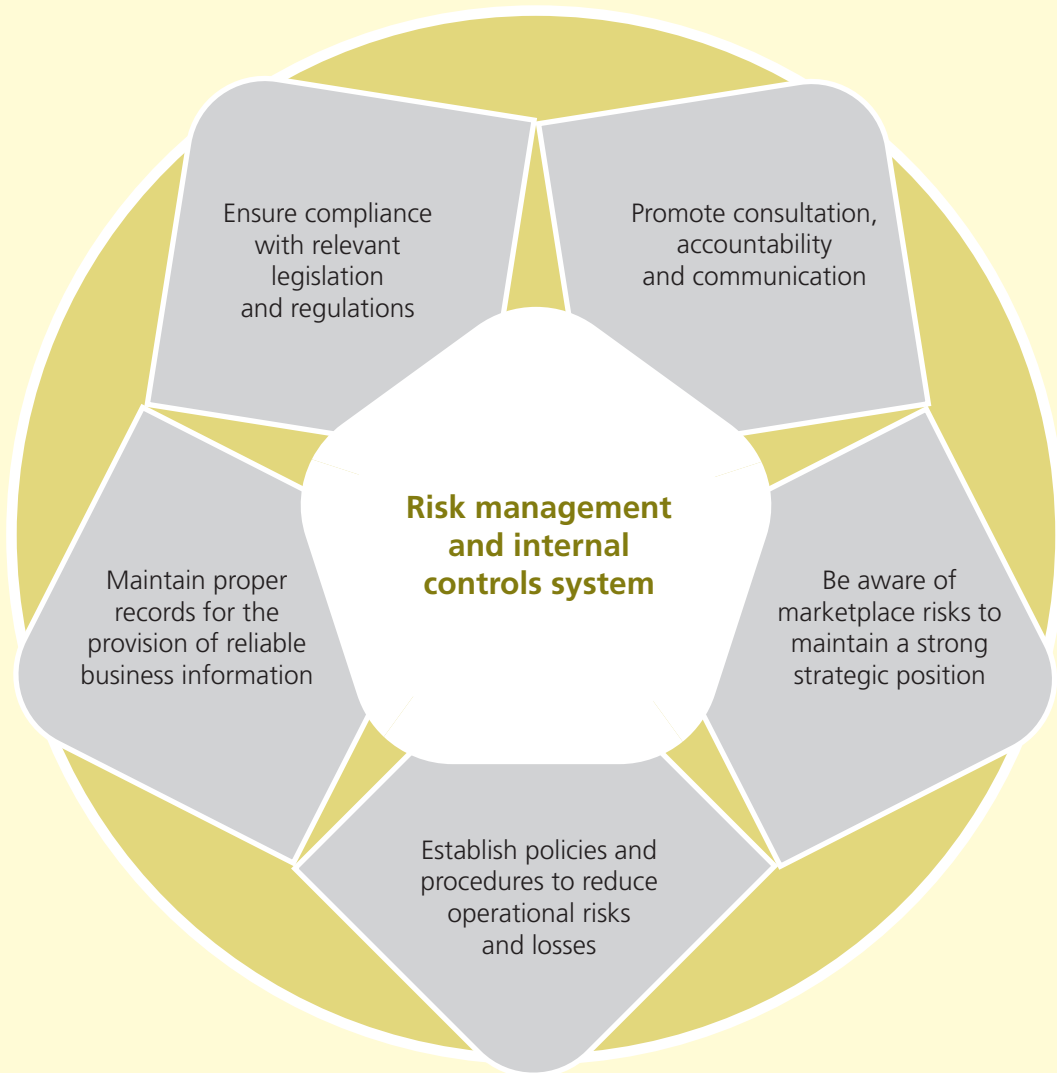 Ensure compliance
with relevant
legislation
and regulations
Promote consultation,
accountability
and communication
Risk management
and internal
controls system
Maintain proper
records for the
provision of reliable
business information
Be aware of
marketplace risks to
maintain a strong
strategic position
Establish policies and
procedures to reduce
operational risks
and losses